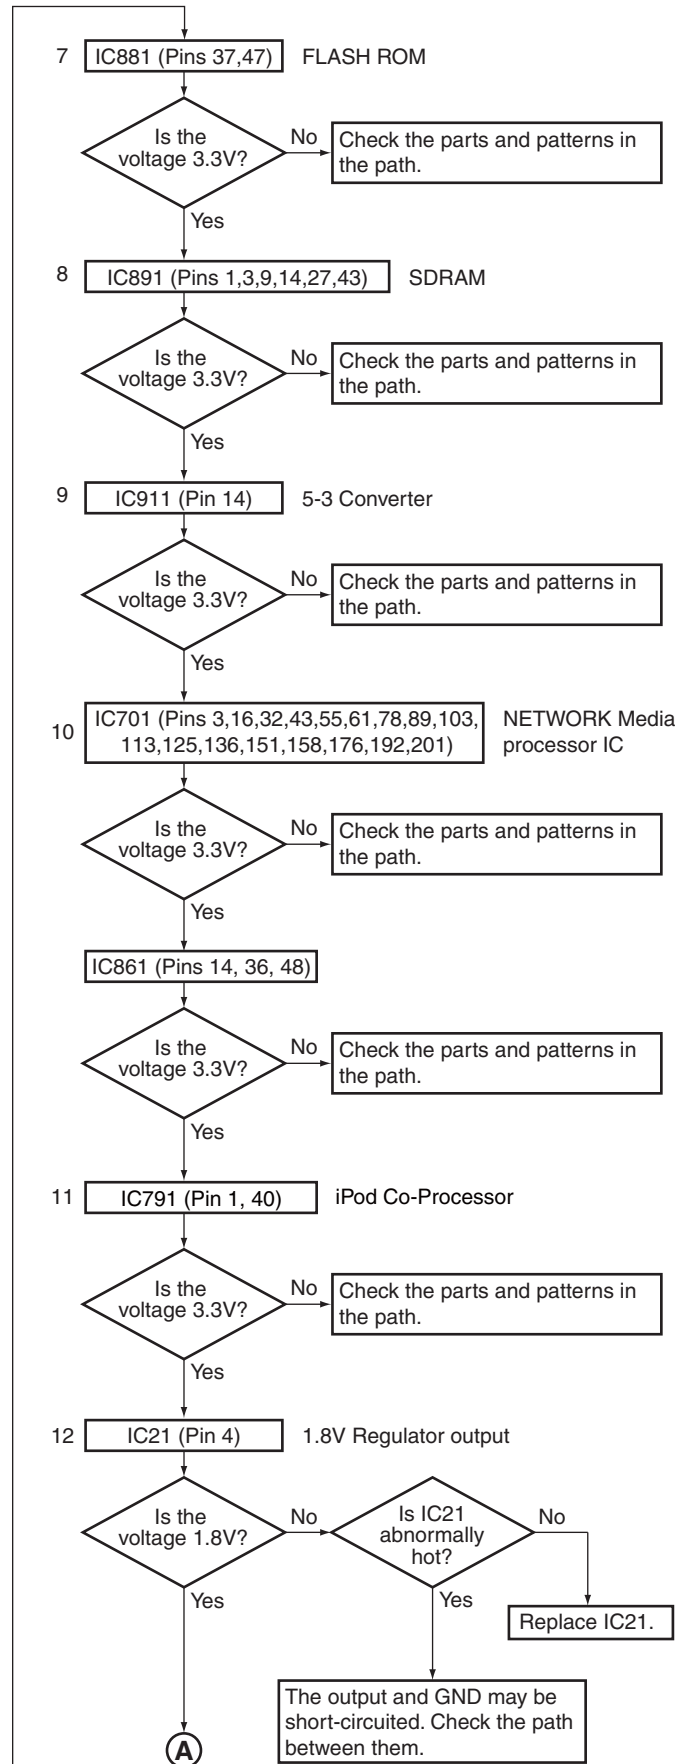 7 IC881 (Pins 37,47) FLASH ROM
Is the
voltage 3.3V?
No
Check the parts and patterns in
the path.
Yes
8 IC891 (Pins 1,3,9,14,27,43) SDRAM
Is the
voltage 3.3V?
No
Check the parts and patterns in
the path.
Yes
9 IC911 (Pin 14) 5-3 Converter
Is the
voltage 3.3V?
No
Check the parts and patterns in
the path.
Yes
10
IC701 (Pins 3,16,32,43,55,61,78,89,103,
113,125,136,151,158,176,192,201)
NETWORK Media
processor IC
Is the
voltage 3.3V?
No
Check the parts and patterns in
the path.
Yes
IC861 (Pins 14, 36, 48)
Is the
voltage 3.3V?
No
Check the parts and patterns in
the path.
Yes
11 IC791 (Pin 1, 40) iPod Co-Processor
Is the
voltage 3.3V?
No
Check the parts and patterns in
the path.
Yes
12 IC21 (Pin 4) 1.8V Regulator output
Is the
voltage 1.8V?
No
Is IC21
abnormally
hot?
No
Yes
Yes
Replace IC21.
The output and GND may be
short-circuited. Check the path
between them.
A